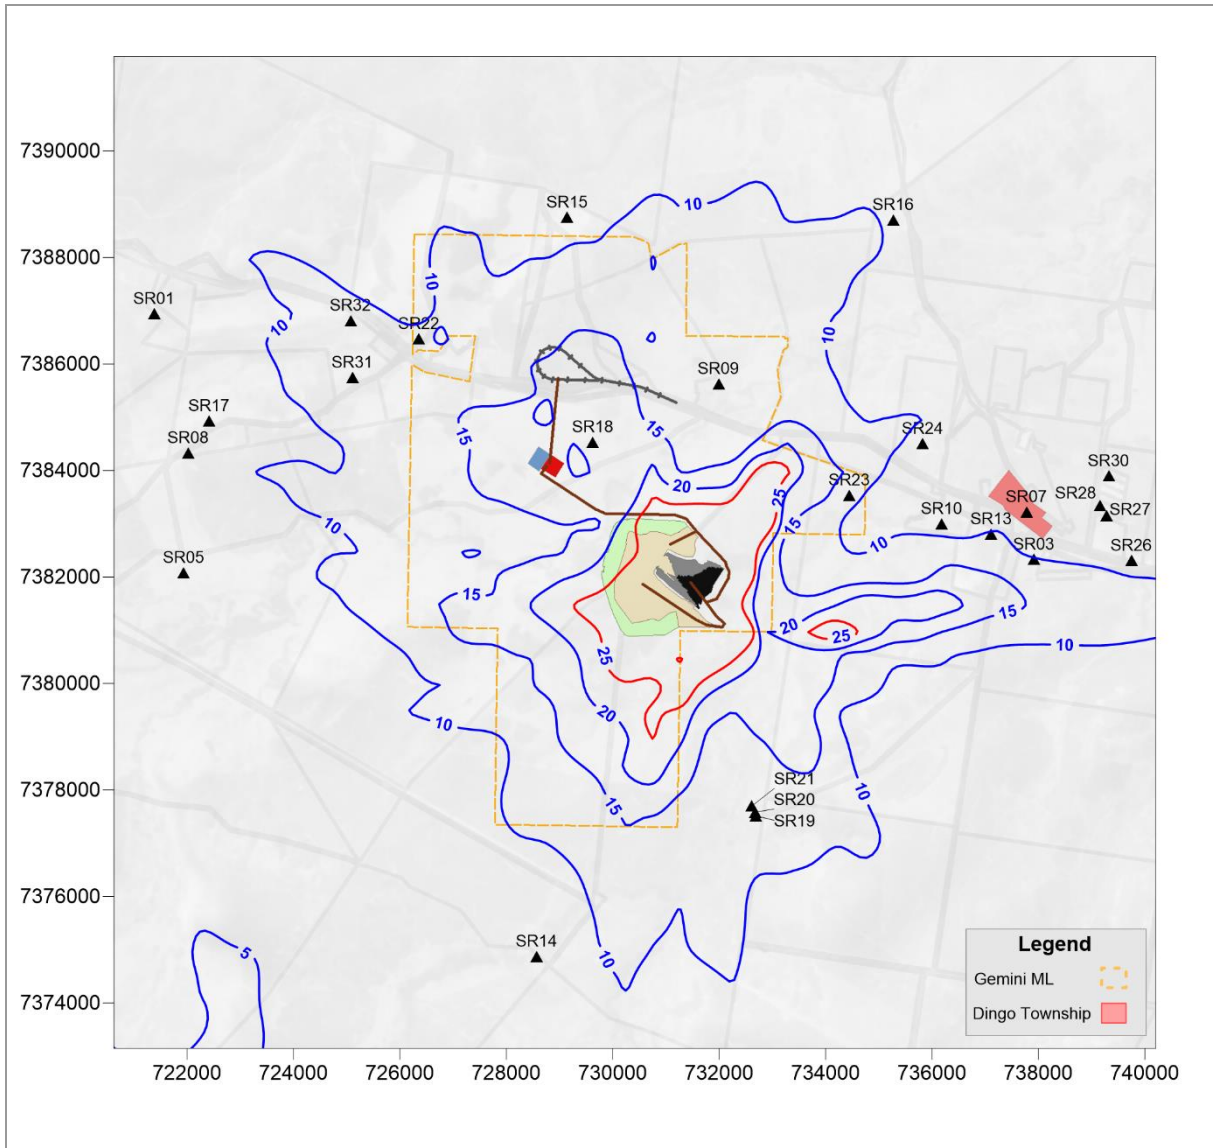 7390000
7388000
7386000
7384000
7382000
7380000
7378000
7376000
7374000
722000
724000
726000
728000
730000
732000
734000
736000
738000
740000
SR15
10
SR16
10
SR01
SR32
SR22
10
10
SR31
SR09
SR17
SR08
15
SR18
15
SR24
20
25
SR23
SR30
SR28
SR07
SR27
10
15
SR10
SR13
10
SR03
SR26
SR05
15
20
25
15
10
25
20
10
15
10
SR21
SR20
SR19
SR14
10
5
Legend
Gemini ML
Dingo Township